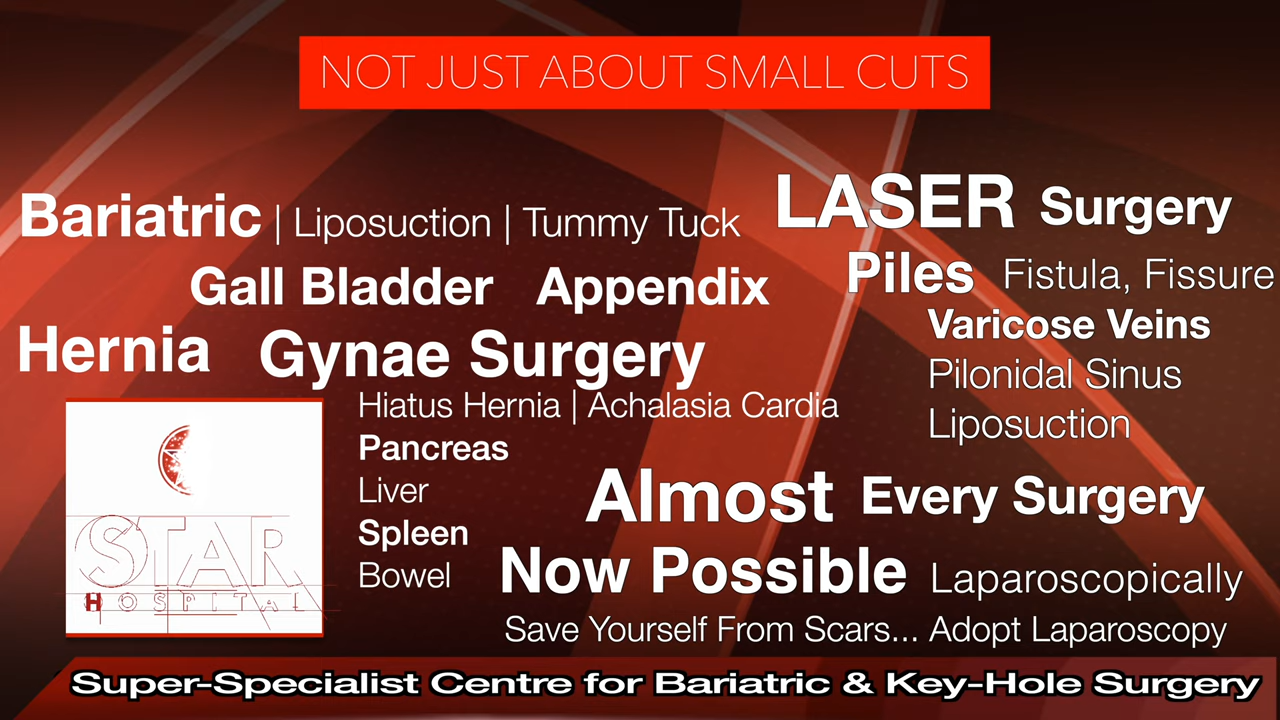 NOT JUST ABOUT SMALL CUTS
Bariatric | Liposuction | Tummy Tuck
Gall Bladder Appendix
Hernia Gynae Surgery
Hiatus Hernia | Achalasia Cardia
Pancreas
Liver
Spleen
Bowel
LASER Surgery
Piles Fistula, Fissure
Varicose Veins
Pilonidal Sinus
Liposuction
Almost Every Surgery
Now Possible Laparoscopically
Save Yourself From Scars... Adopt Laparoscopy
STAR
HOSPITAL
Super-Specialist Centre for Bariatric & Key-Hole Surgery